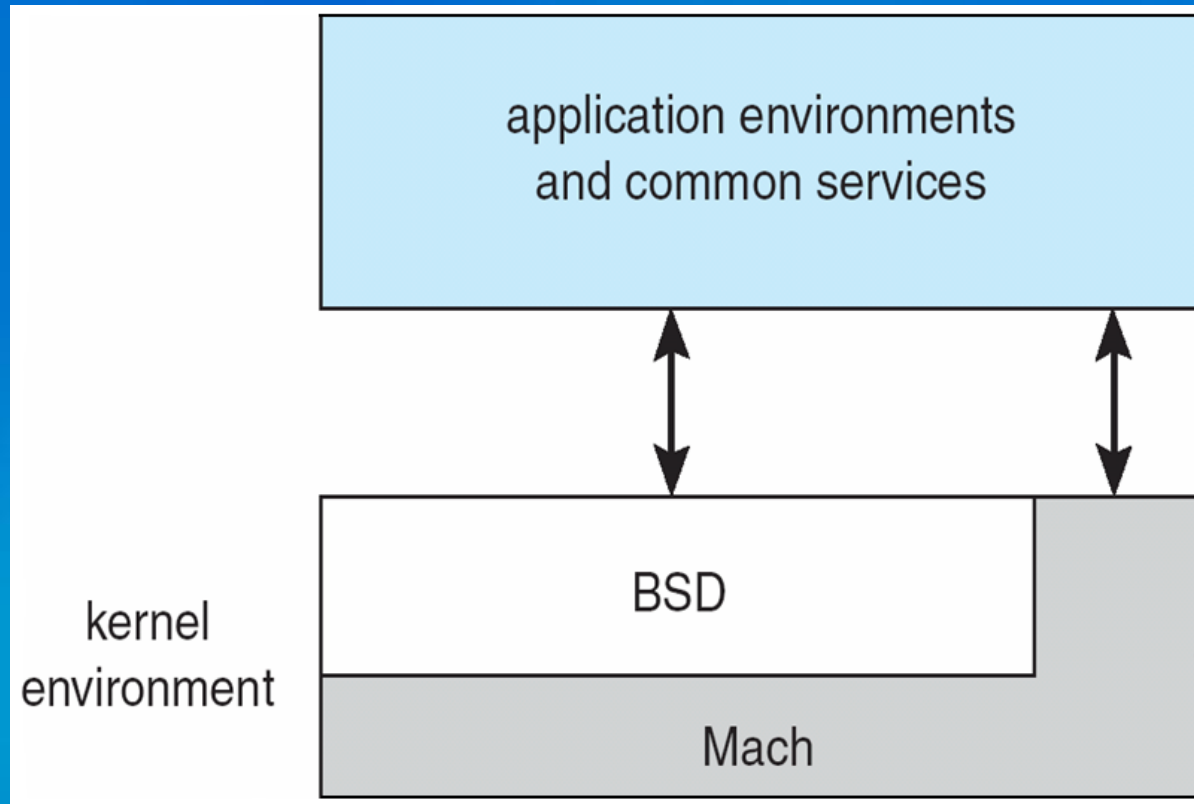 application environments
and common services
BSD
kernel
environment
Mach